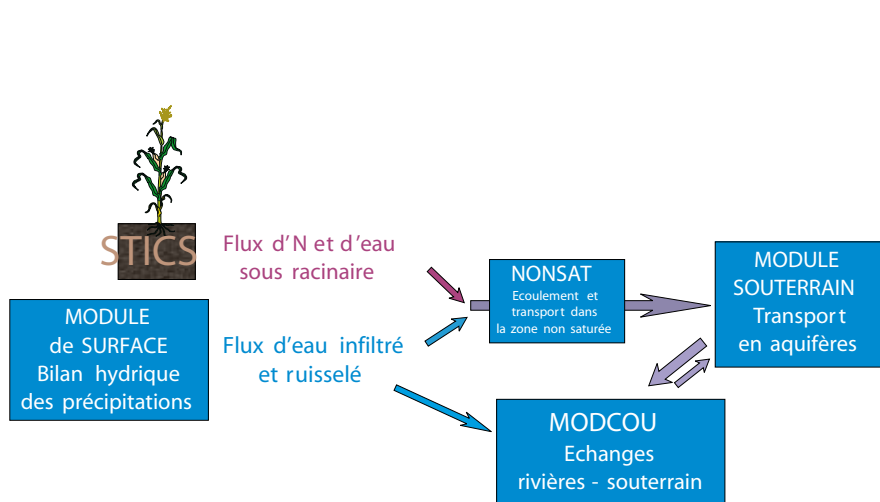 STICS
Flux d'N et d'eau
sous racinaire
MODULE
de SURFACE
Bilan hydrique
des précipitations
Flux d'eau infiltré
et ruisselé
NONSAT
Ecoulement et
transport dans
la zone non saturée
MODULE
SOUTERRAIN
Transport
en aquifères
MODCOU
Echanges
rivières - souterrain